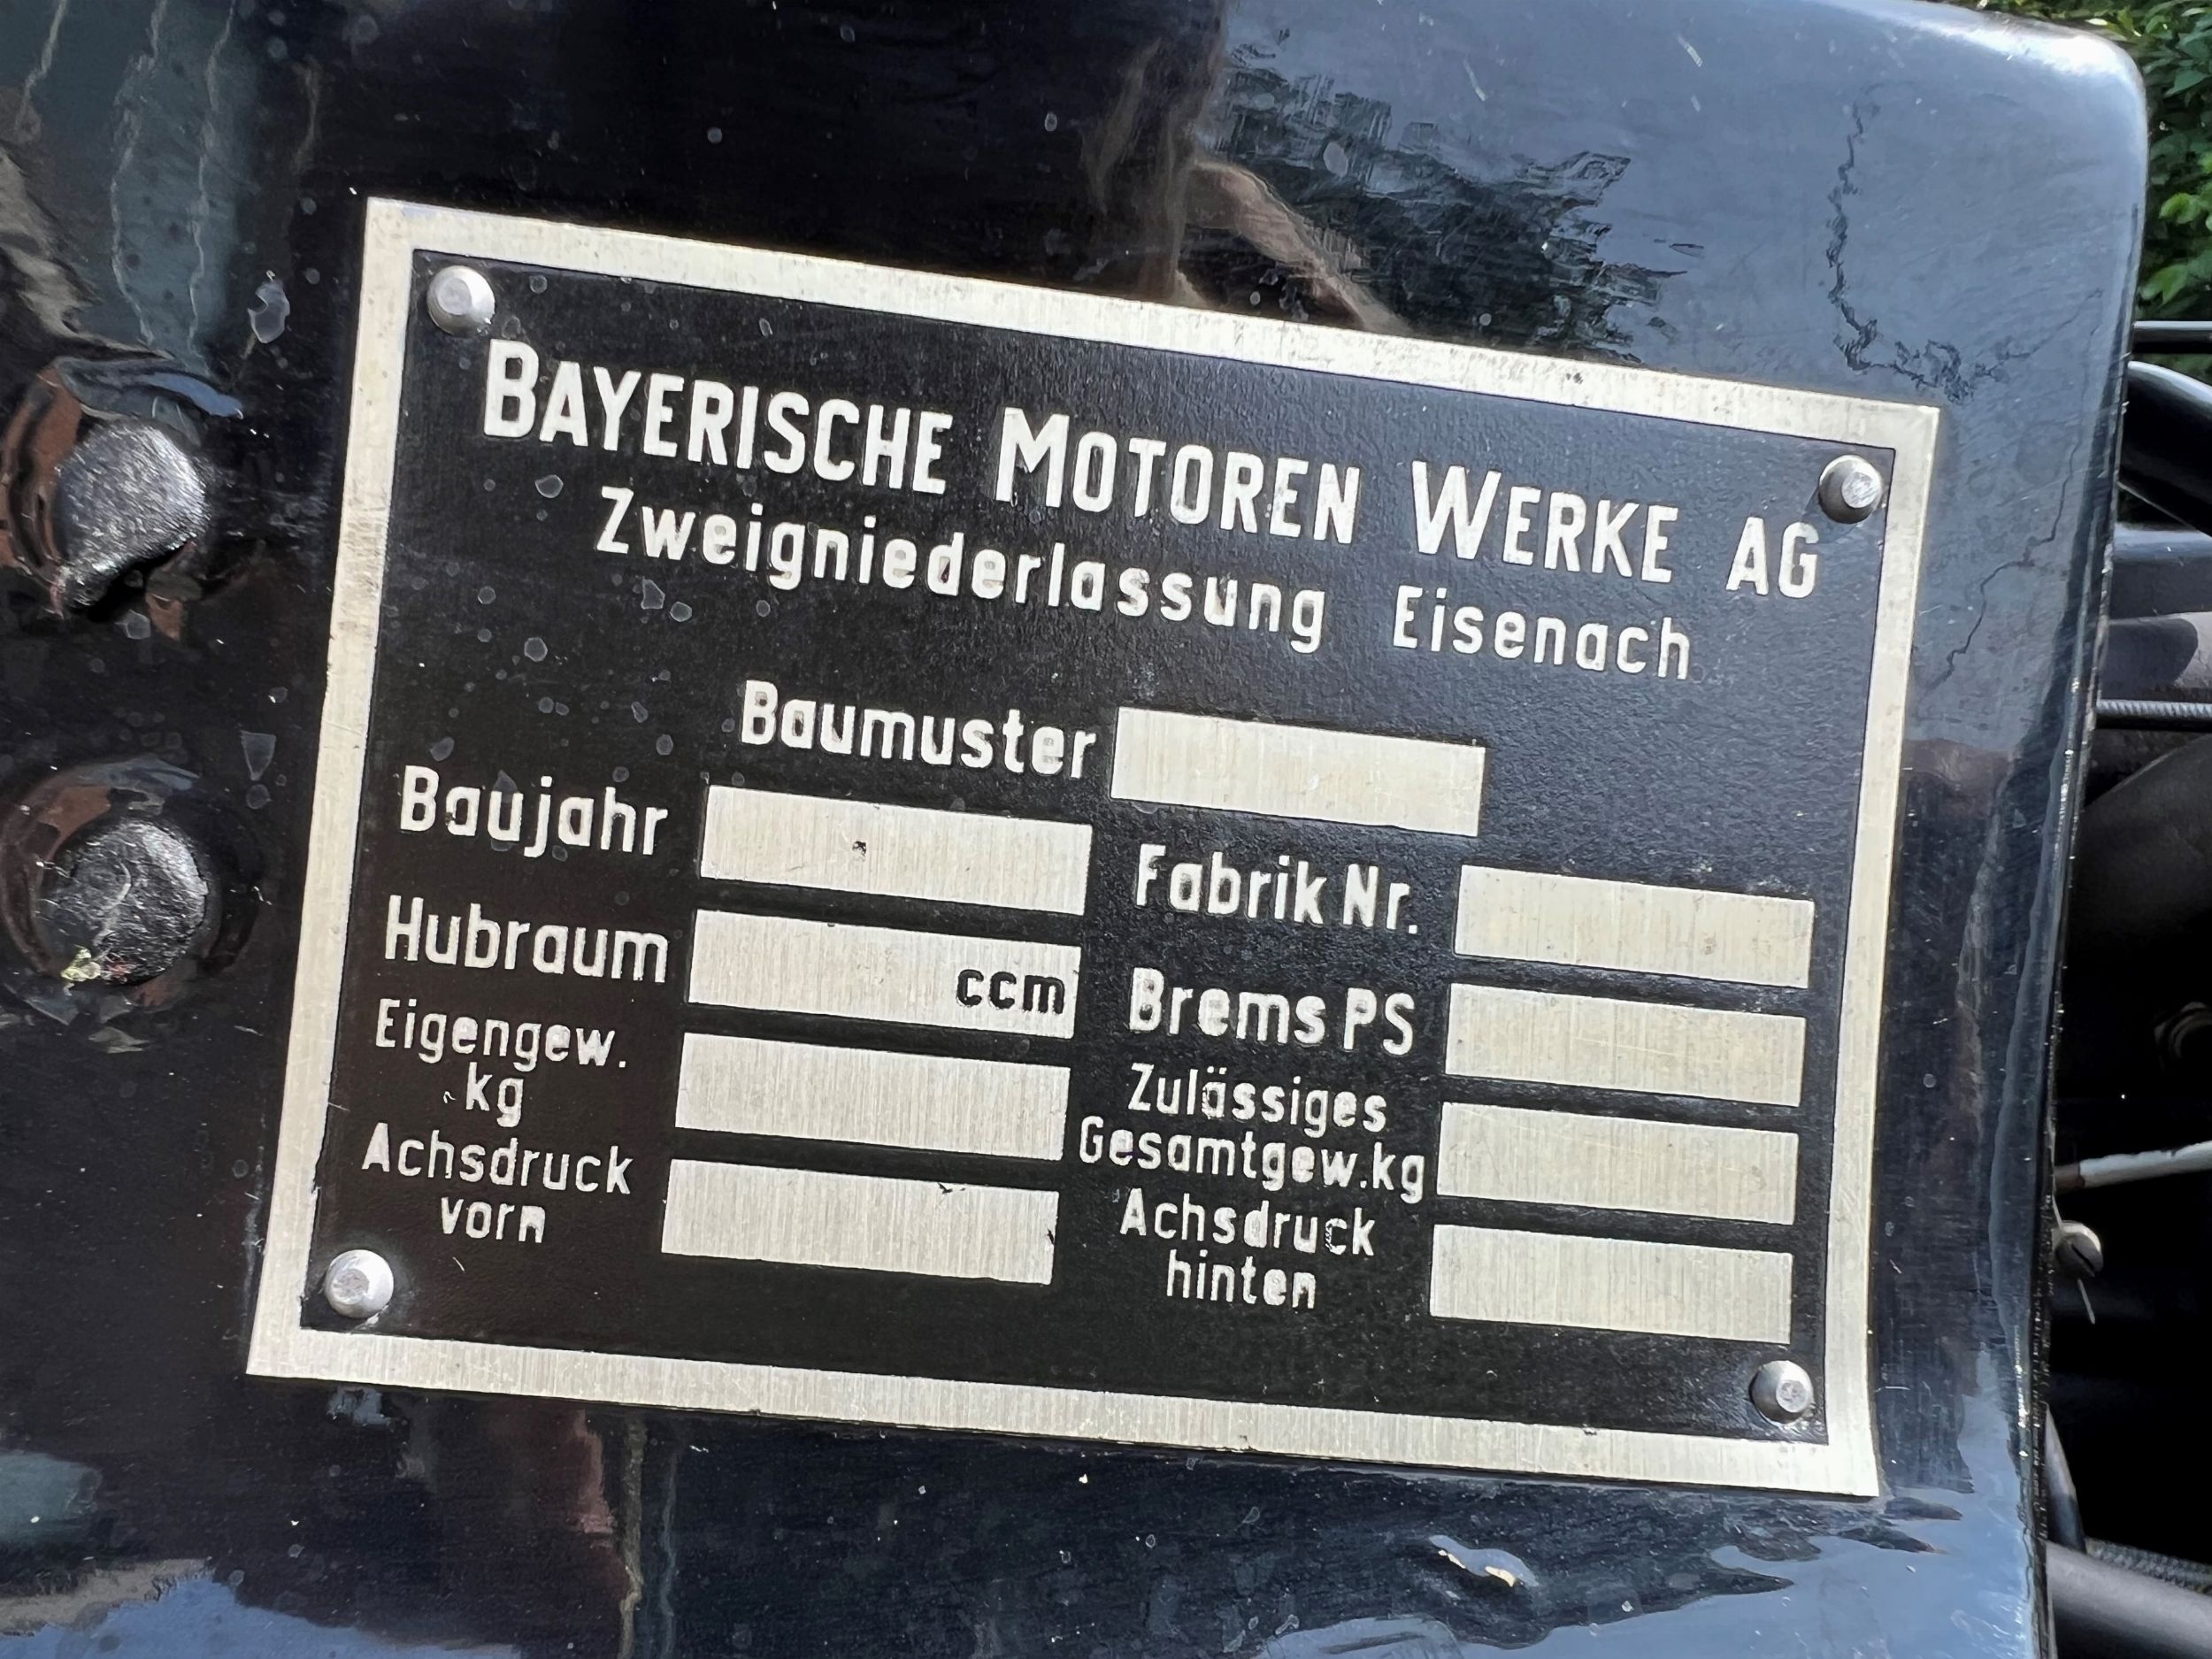 BAYERISCHE MOTOREN WERKE AG
Zweigniederlassung Eisenach
Baumuster
Baujahr
Fabrik Nr.
Hubraum ccm
Brems PS
Eigengew.
kg
Zulässiges
Gesamtgew.kg
Achsdruck
vorn
Achsdruck
hinten